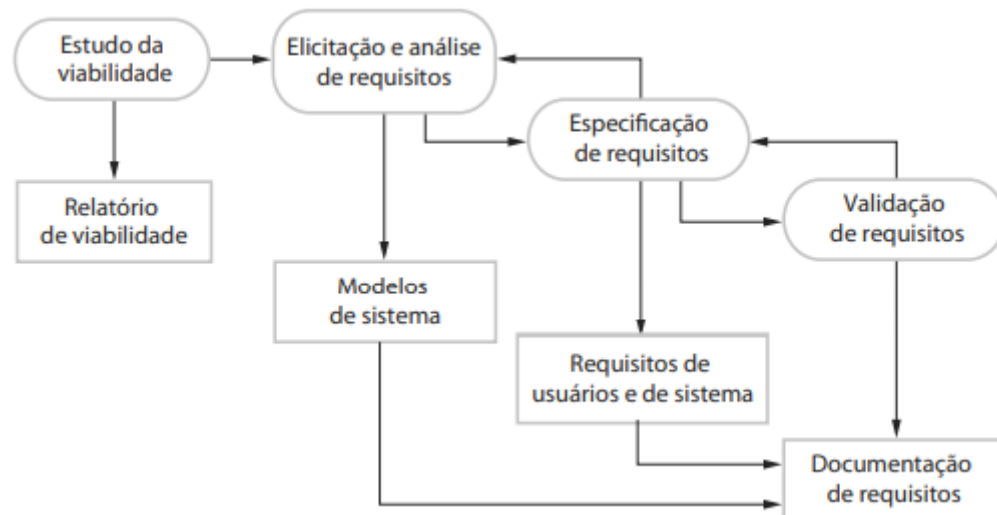 Estudo da
viabilidade
Elicitação e análise
de requisitos
Especificação
de requisitos
Validação
de requisitos
Relatório
de viabilidade
Modelos
de sistema
Requisitos de
usuários e de sistema
Documentação
de requisitos